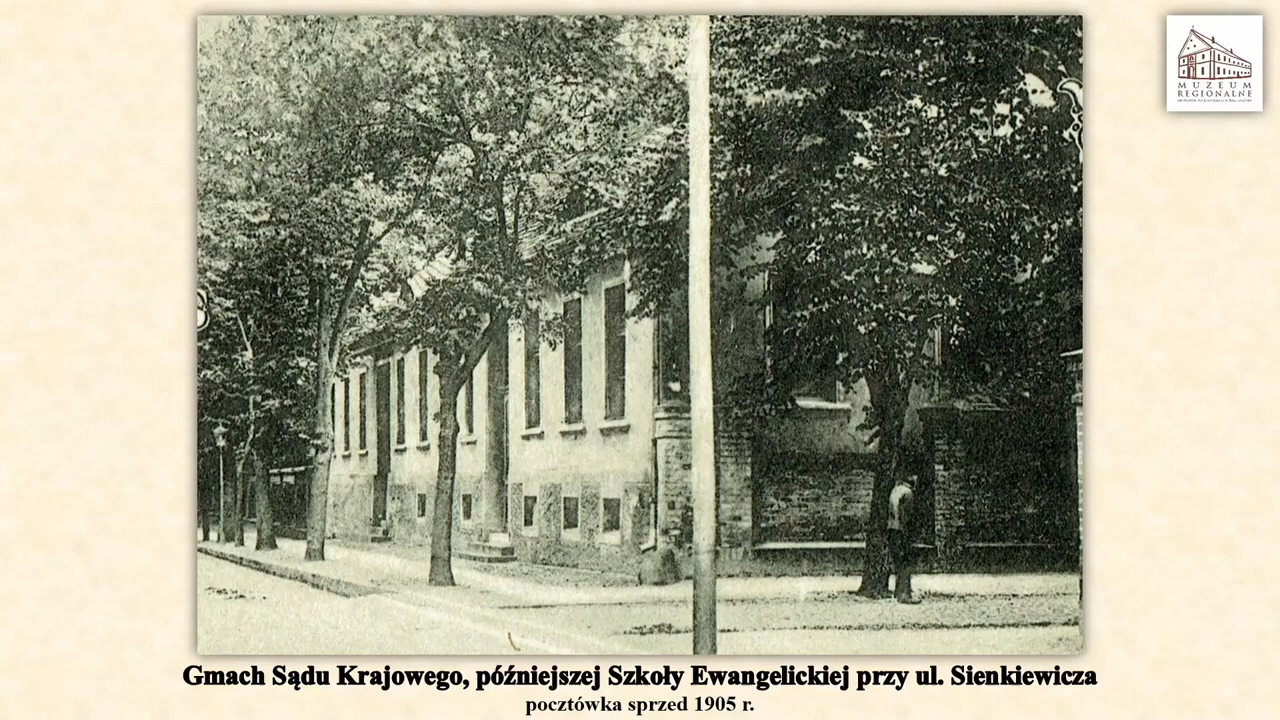 MUZEUM
REGIONALNE
Gmach Sądu Krajowego, późniejszej Szkoły Ewangelickiej przy ul. Sienkiewicza
pocztówka sprzed 1905 r.